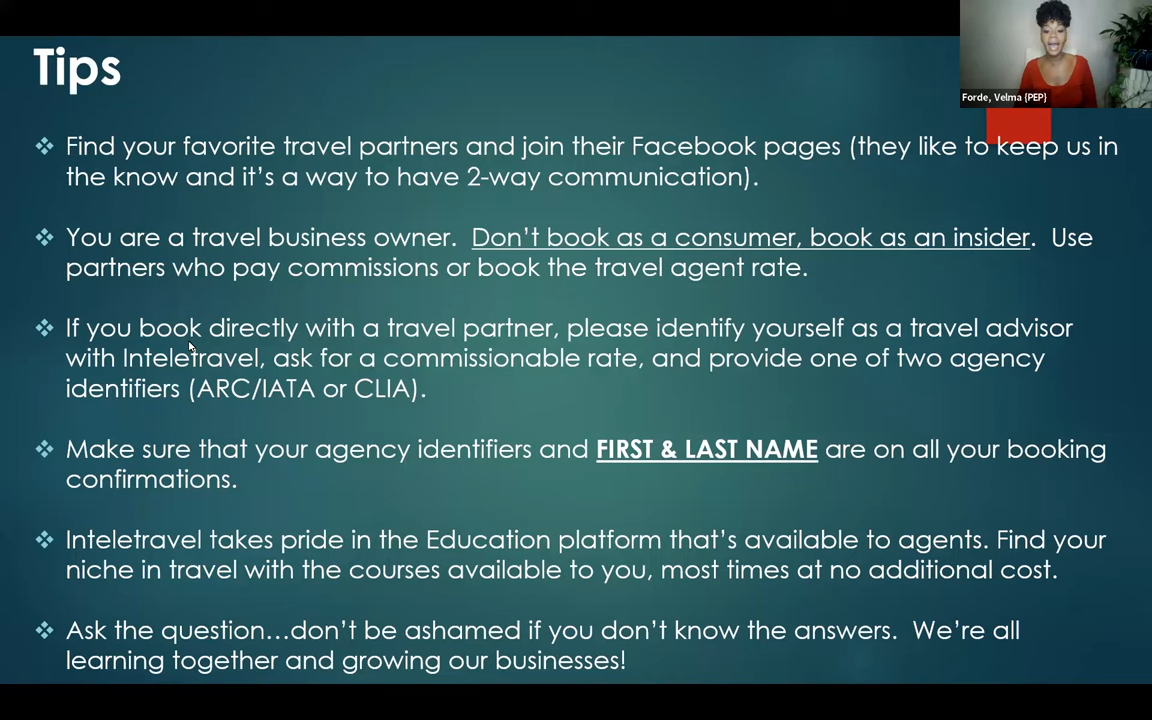 Tips
Forde, Velma {PEP}
❖ Find your favorite travel partners and join their Facebook pages (they like to keep us in
the know and it's a way to have 2-way communication).
❖ You are a travel business owner.  Don't book as a consumer, book as an insider.  Use
partners who pay commissions or book the travel agent rate.
❖ If you book directly with a travel partner, please identify yourself as a travel advisor
with Inteletravel, ask for a commissionable rate, and provide one of two agency
identifiers (ARC/IATA or CLIA).
❖ Make sure that your agency identifiers and FIRST & LAST NAME are on all your booking
confirmations.
❖ Inteletravel takes pride in the Education platform that's available to agents. Find your
niche in travel with the courses available to you, most times at no additional cost.
❖ Ask the question…don't be ashamed if you don't know the answers.  We're all
learning together and growing our businesses!